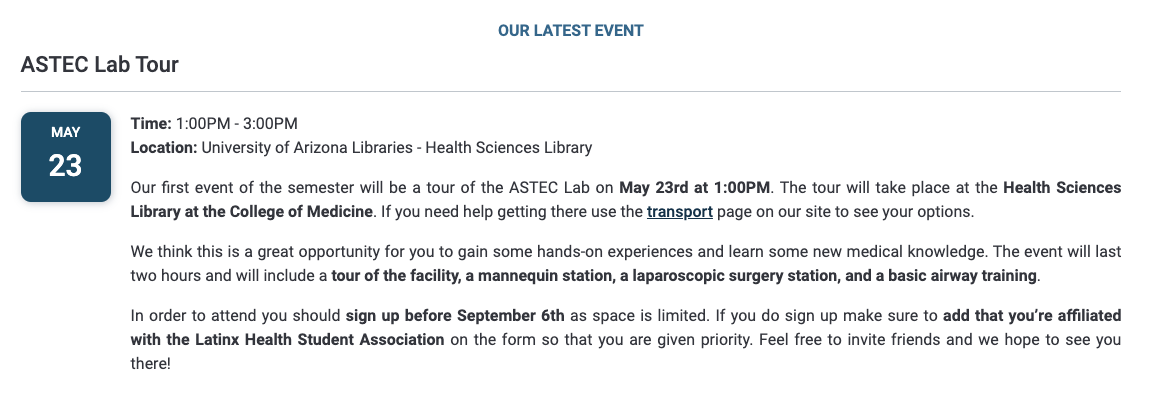 OUR LATEST EVENT
ASTEC Lab Tour
MAY
23
Time: 1:00PM - 3:00PM
Location: University of Arizona Libraries - Health Sciences Library
Our first event of the semester will be a tour of the ASTEC Lab on May 23rd at 1:00PM. The tour will take place at the Health Sciences
Library at the College of Medicine. If you need help getting there use the transport page on our site to see your options.
We think this is a great opportunity for you to gain some hands-on experiences and learn some new medical knowledge. The event will last
two hours and will include a tour of the facility, a mannequin station, a laparoscopic surgery station, and a basic airway training.
In order to attend you should sign up before September 6th as space is limited. If you do sign up make sure to add that you’re affiliated
with the Latinx Health Student Association on the form so that you are given priority. Feel free to invite friends and we hope to see you
there!